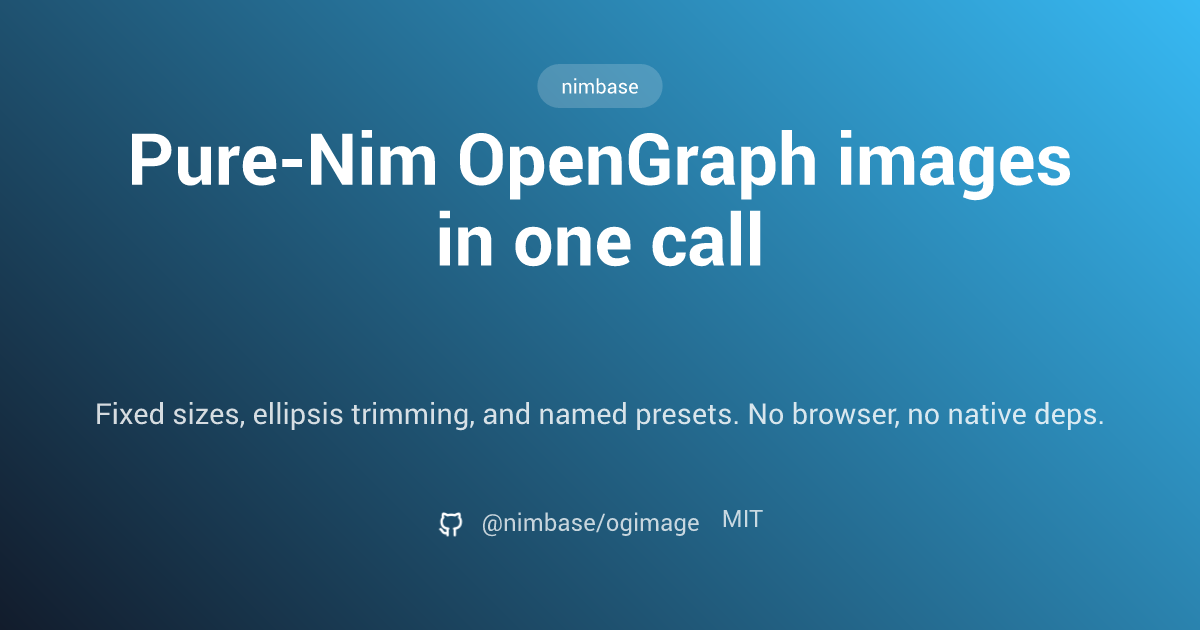 nimbase
Pure-Nim OpenGraph images
in one call
Fixed sizes, ellipsis trimming, and named presets. No browser, no native deps.
@nimbase/ogimage MIT